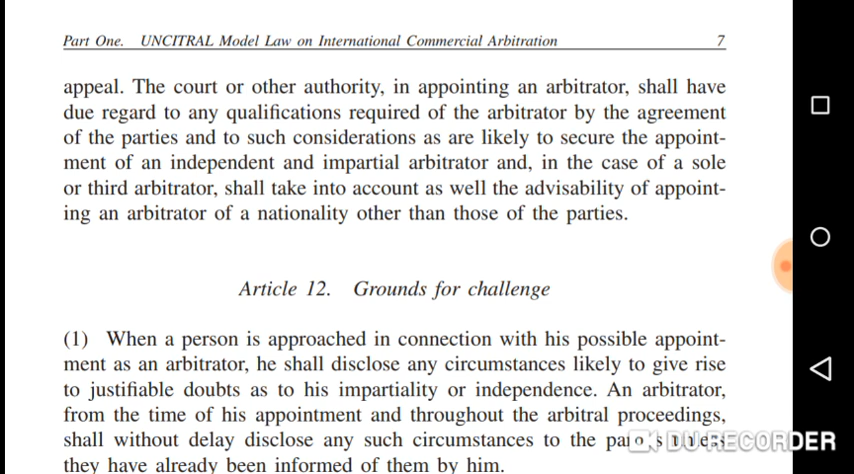 Part One. UNCITRAL Model Law on International Commercial Arbitration 7
appeal. The court or other authority, in appointing an arbitrator, shall have
due regard to any qualifications required of the arbitrator by the agreement
of the parties and to such considerations as are likely to secure the appoint-
ment of an independent and impartial arbitrator and, in the case of a sole
or third arbitrator, shall take into account as well the advisability of appoint-
ing an arbitrator of a nationality other than those of the parties.
Article 12. Grounds for challenge
(1) When a person is approached in connection with his possible appoint-
ment as an arbitrator, he shall disclose any circumstances likely to give rise
to justifiable doubts as to his impartiality or independence. An arbitrator,
from the time of his appointment and throughout the arbitral proceedings,
shall without delay disclose any such circumstances to the
they have already been informed of them by him.
DU RECORDER